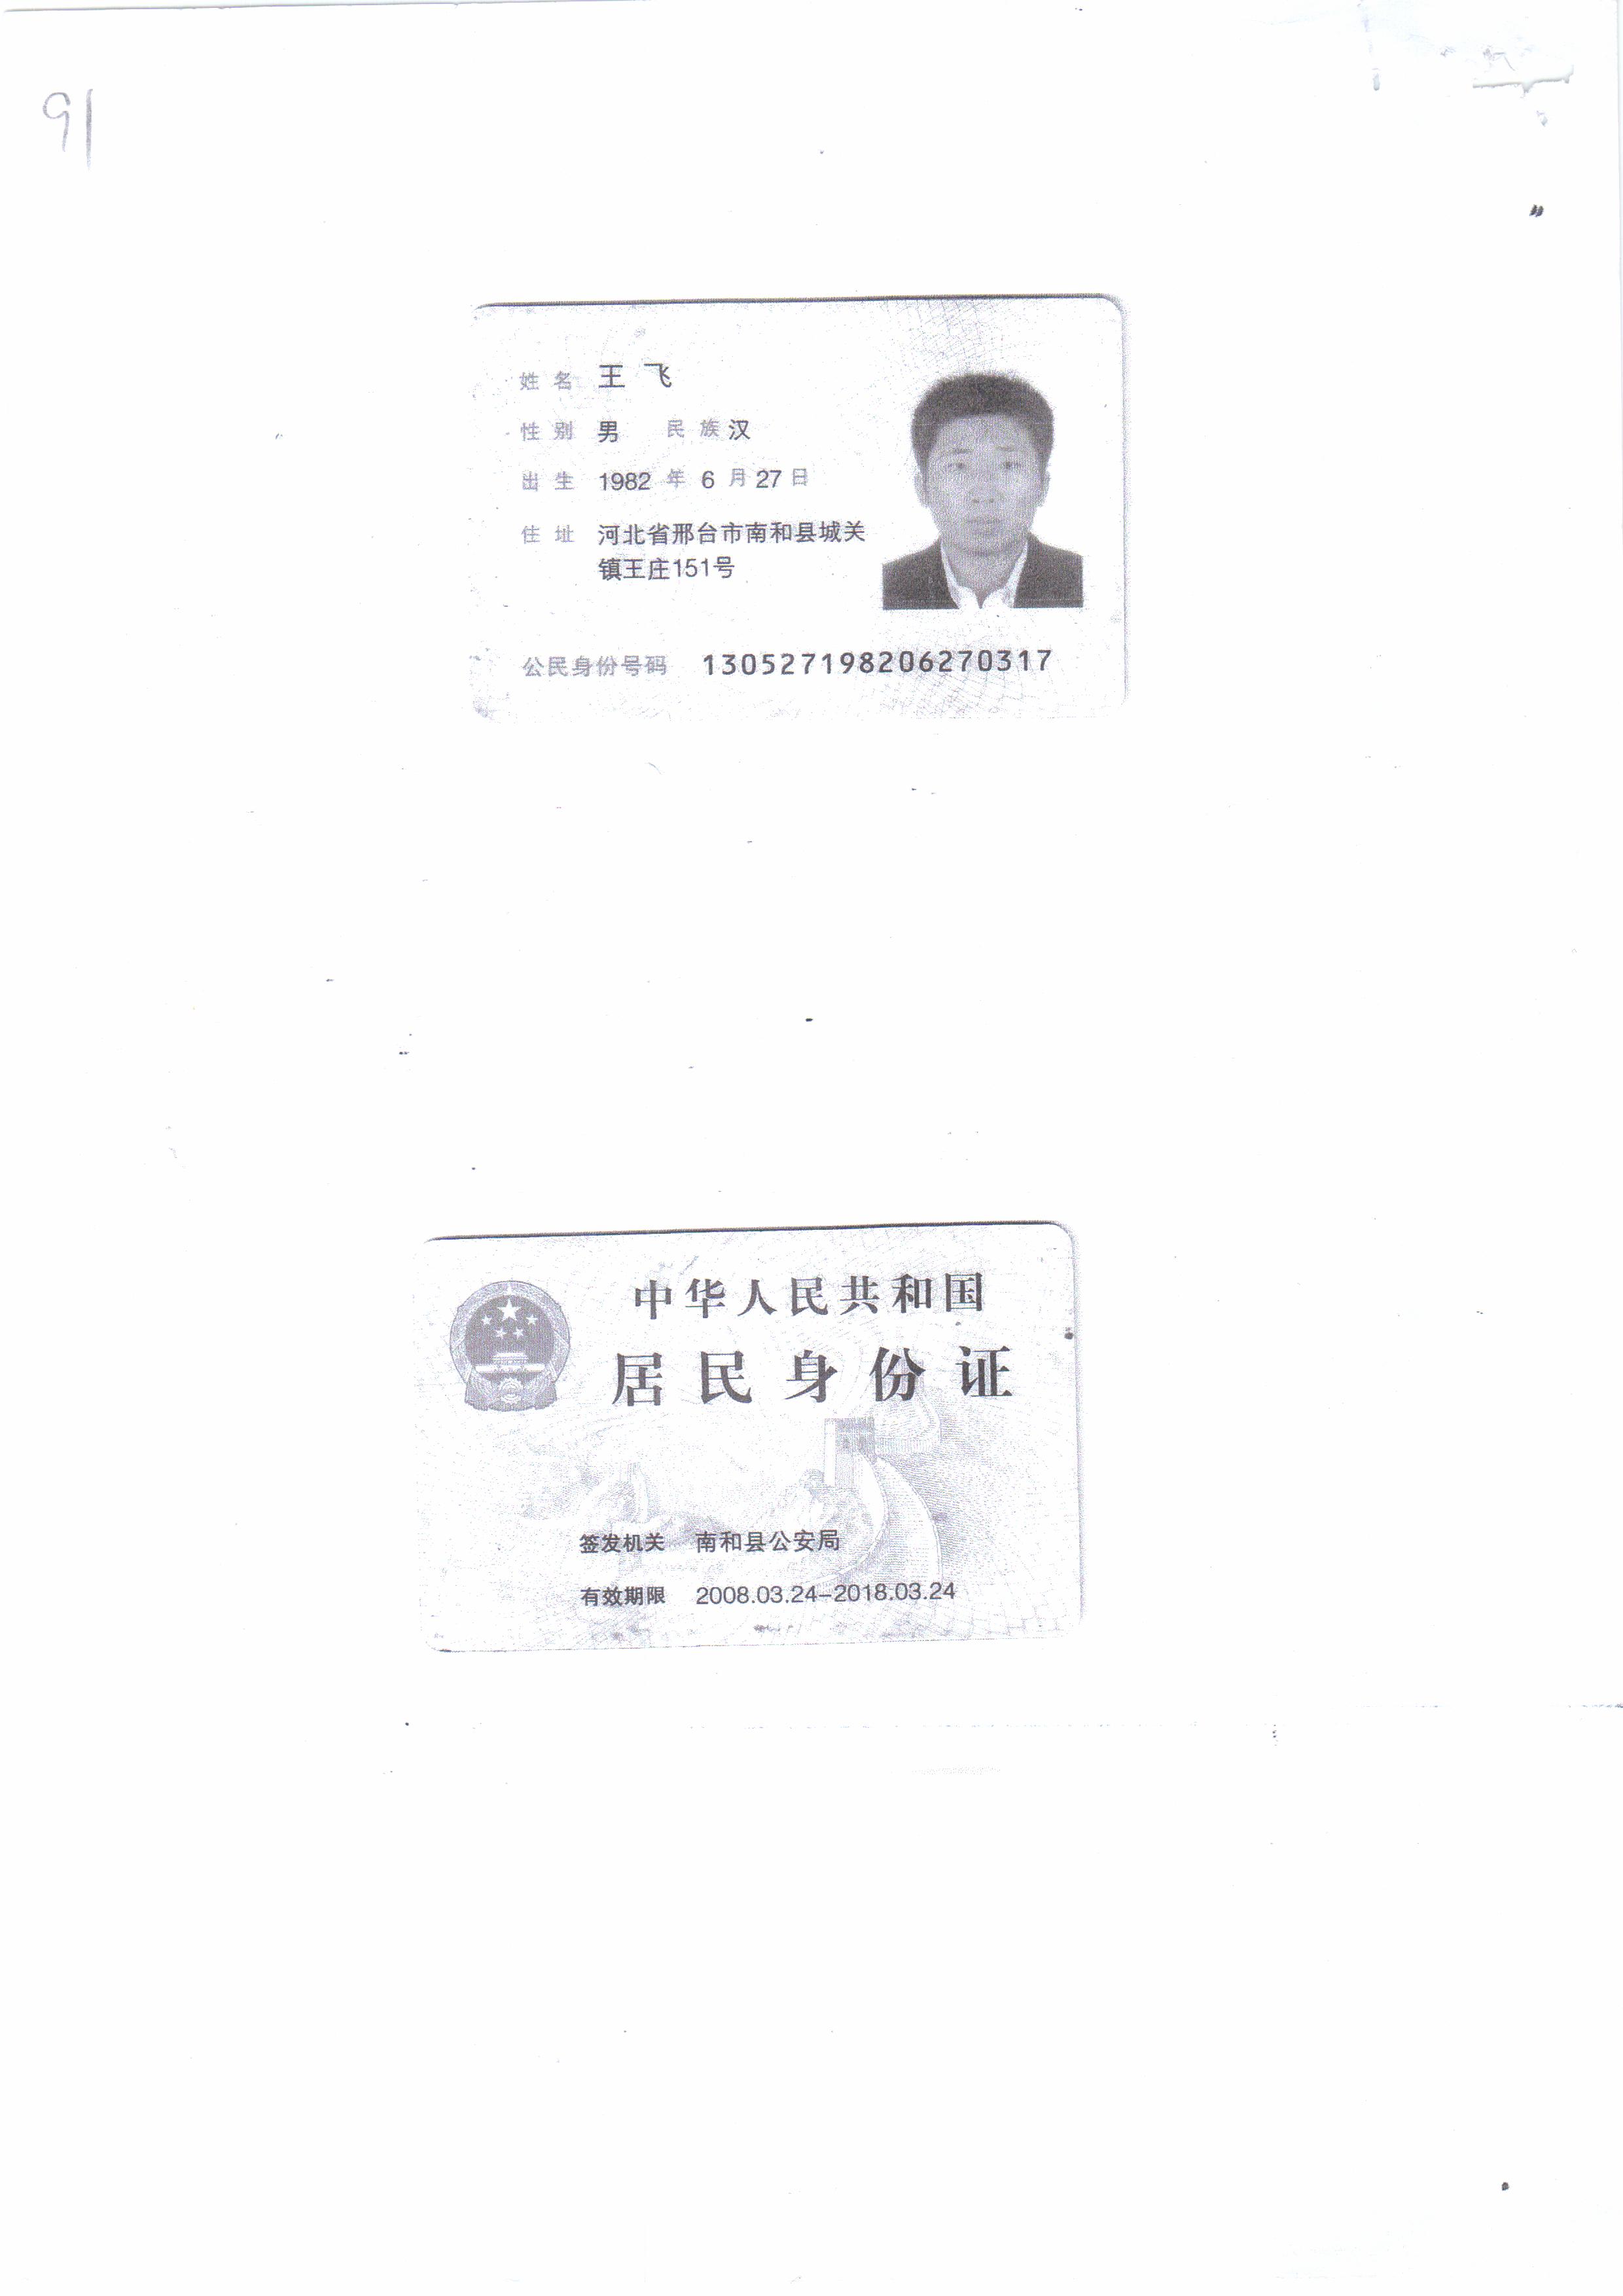 91
姓名 王飞
性别 男 民族 汉
出生 1982 年 6 月 27 日
住址 河北省邢台市南和县城关
镇王庄151号
公民身份号码 130527198206270317
中华人民共和国
居民身份证
签发机关 南和县公安局
有效期限 2008.03.24-2018.03.24